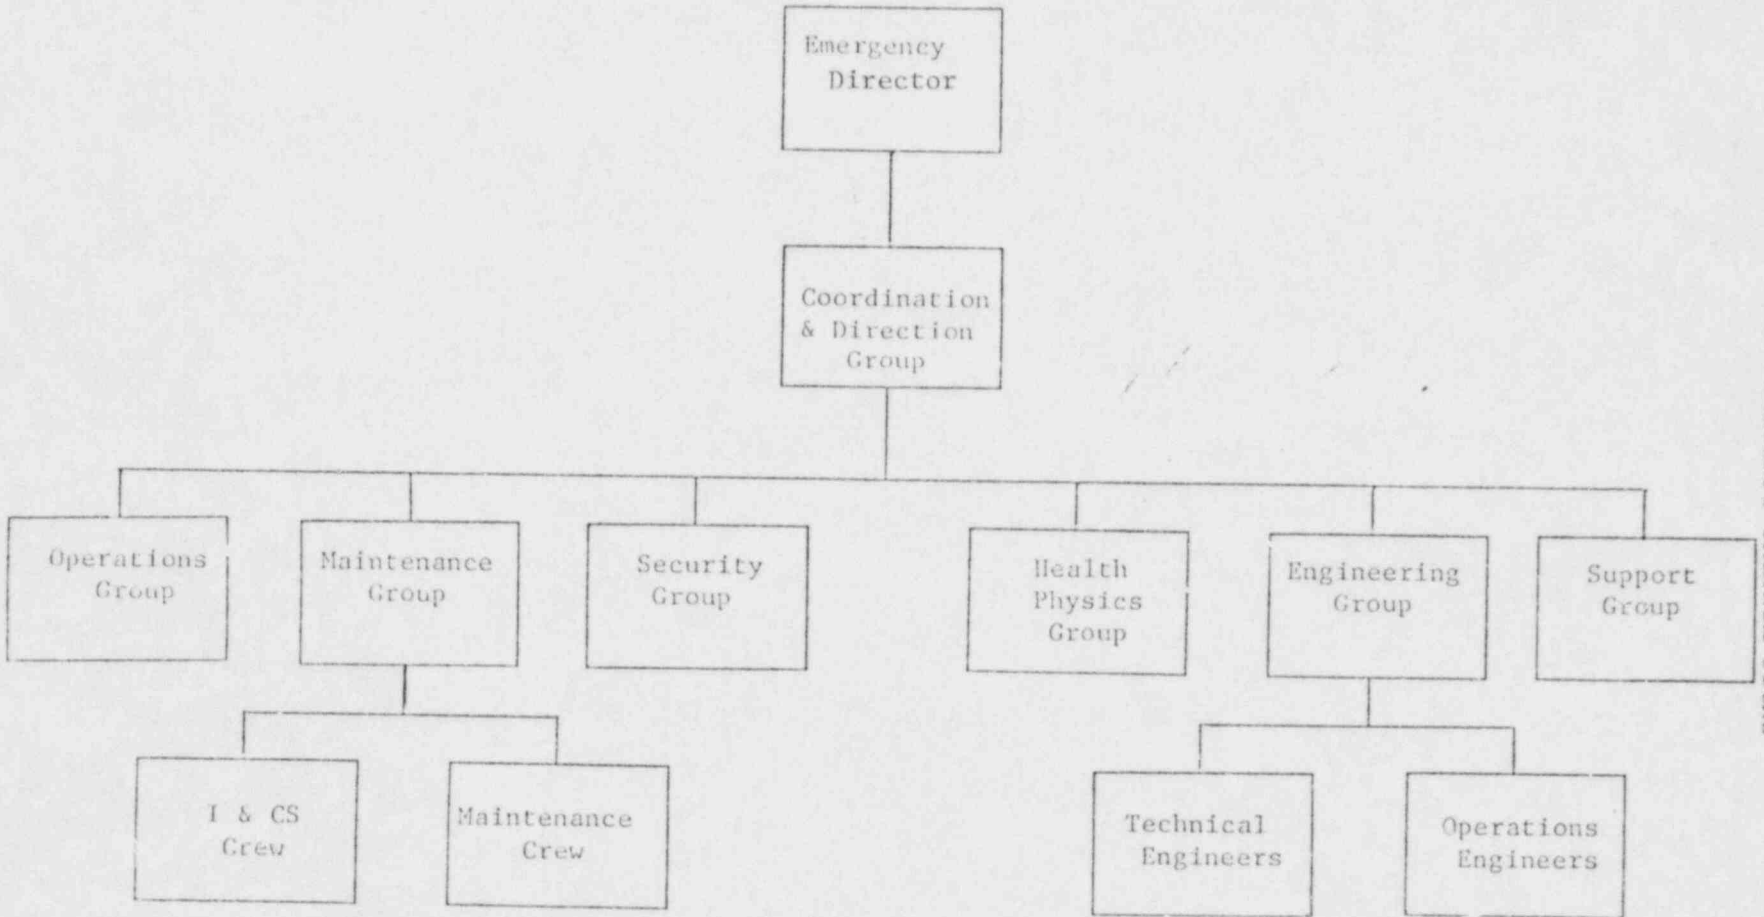 Emergency
Director
Coordination
& Direction
Group
Operations
Group
Maintenance
Group
Security
Group
Health
Physics
Group
Engineering
Group
Support
Group
I & CS
Crew
Maintenance
Crew
Technical
Engineers
Operations
Engineers